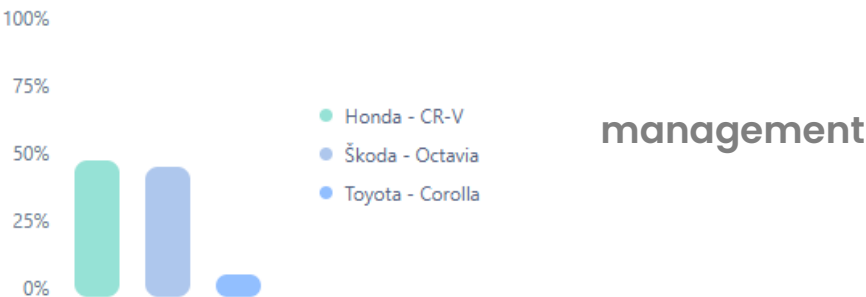 100%
75%
50%
25%
0%
Honda - CR-V
Škoda - Octavia
Toyota - Corolla
management